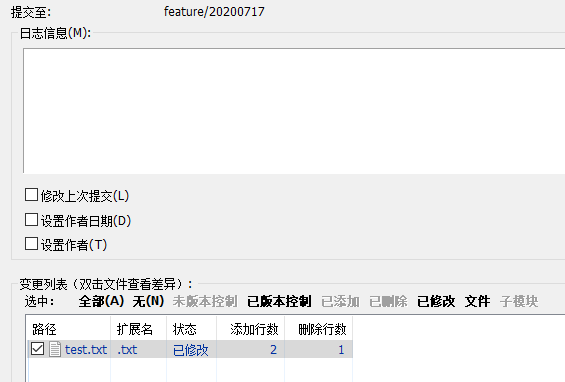 提交至: feature/20200717
日志信息(M):
修改上次提交(L)
设置作者日期(D)
设置作者(T)
变更列表（双击文件查看差异）:
选中: 全部(A) 无(N) 未版本控制 已版本控制 已添加 已删除 已修改 文件 子模块
路径 扩展名 状态 添加行数 删除行数
test.txt .txt 已修改 2 1